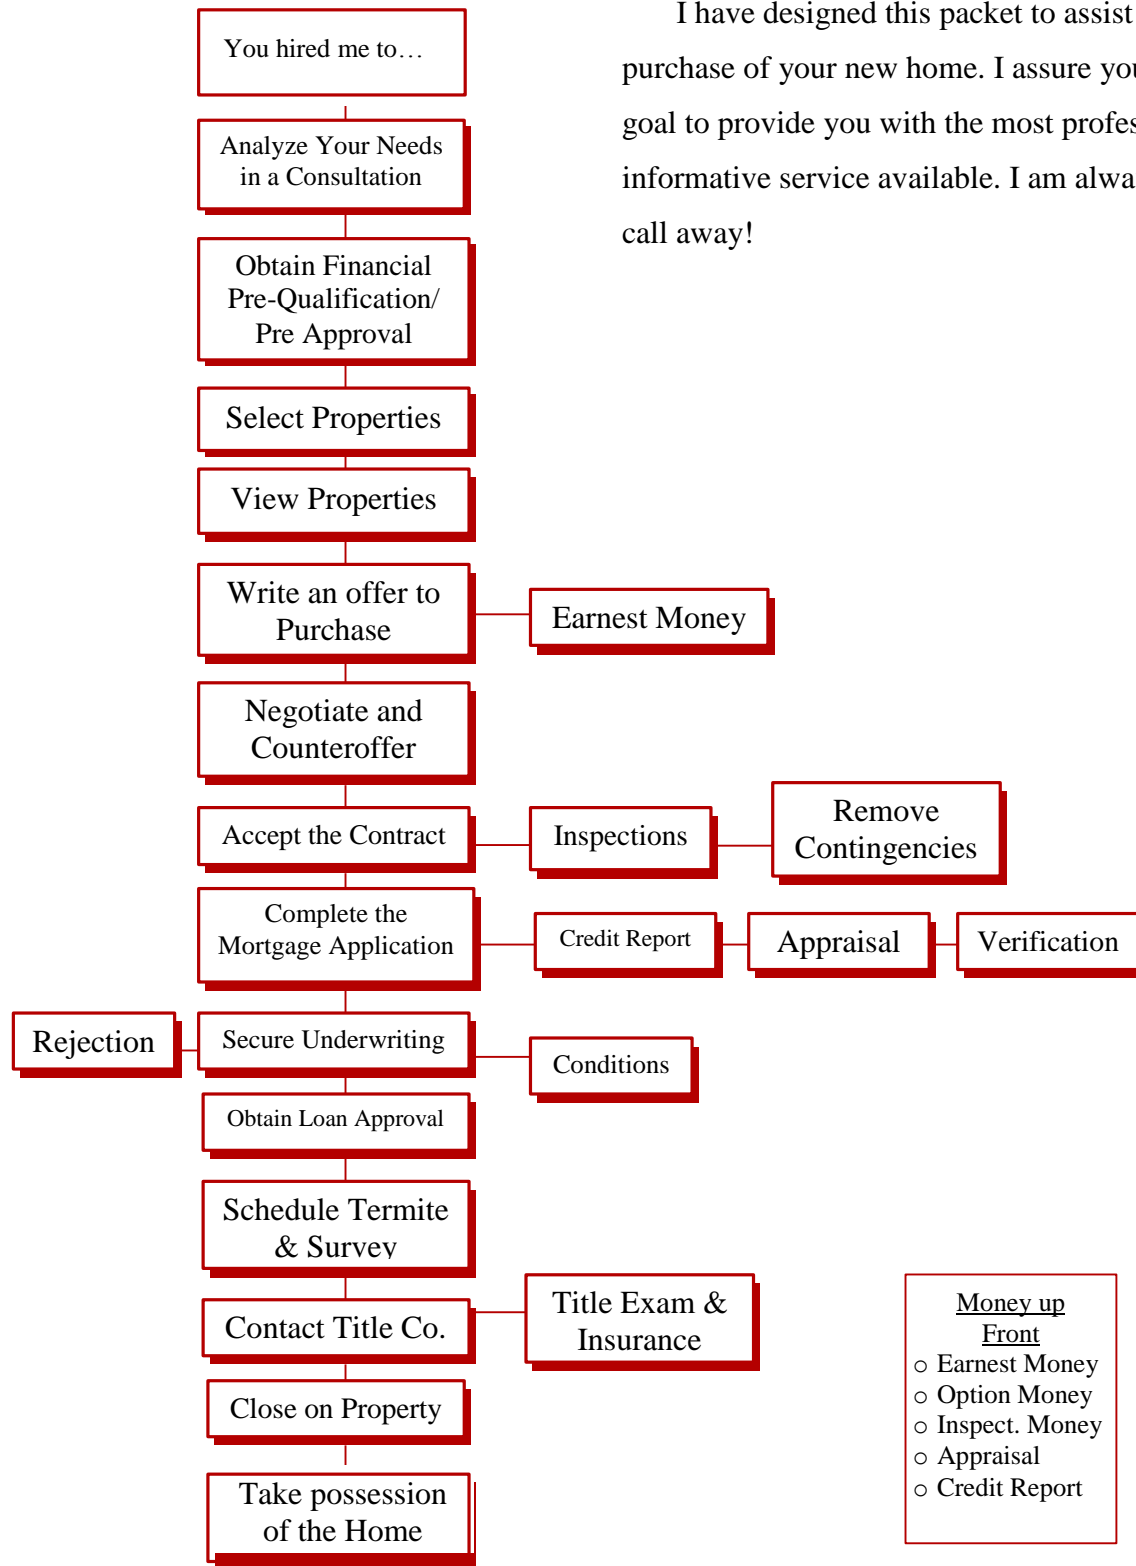 I have designed this packet to assist
purchase of your new home. I assure you
goal to provide you with the most profes
informative service available. I am alwa
call away!
You hired me to…
Analyze Your Needs
in a Consultation
Obtain Financial
Pre-Qualification/
Pre Approval
Select Properties
View Properties
Write an offer to
Purchase
Earnest Money
Negotiate and
Counteroffer
Accept the Contract
Inspections
Remove
Contingencies
Complete the
Mortgage Application
Credit Report
Appraisal
Verification
Rejection
Secure Underwriting
Conditions
Obtain Loan Approval
Schedule Termite
& Survey
Contact Title Co.
Title Exam &
Insurance
Close on Property
Take possession
of the Home
Money up
Front
o Earnest Money
o Option Money
o Inspect. Money
o Appraisal
o Credit Report